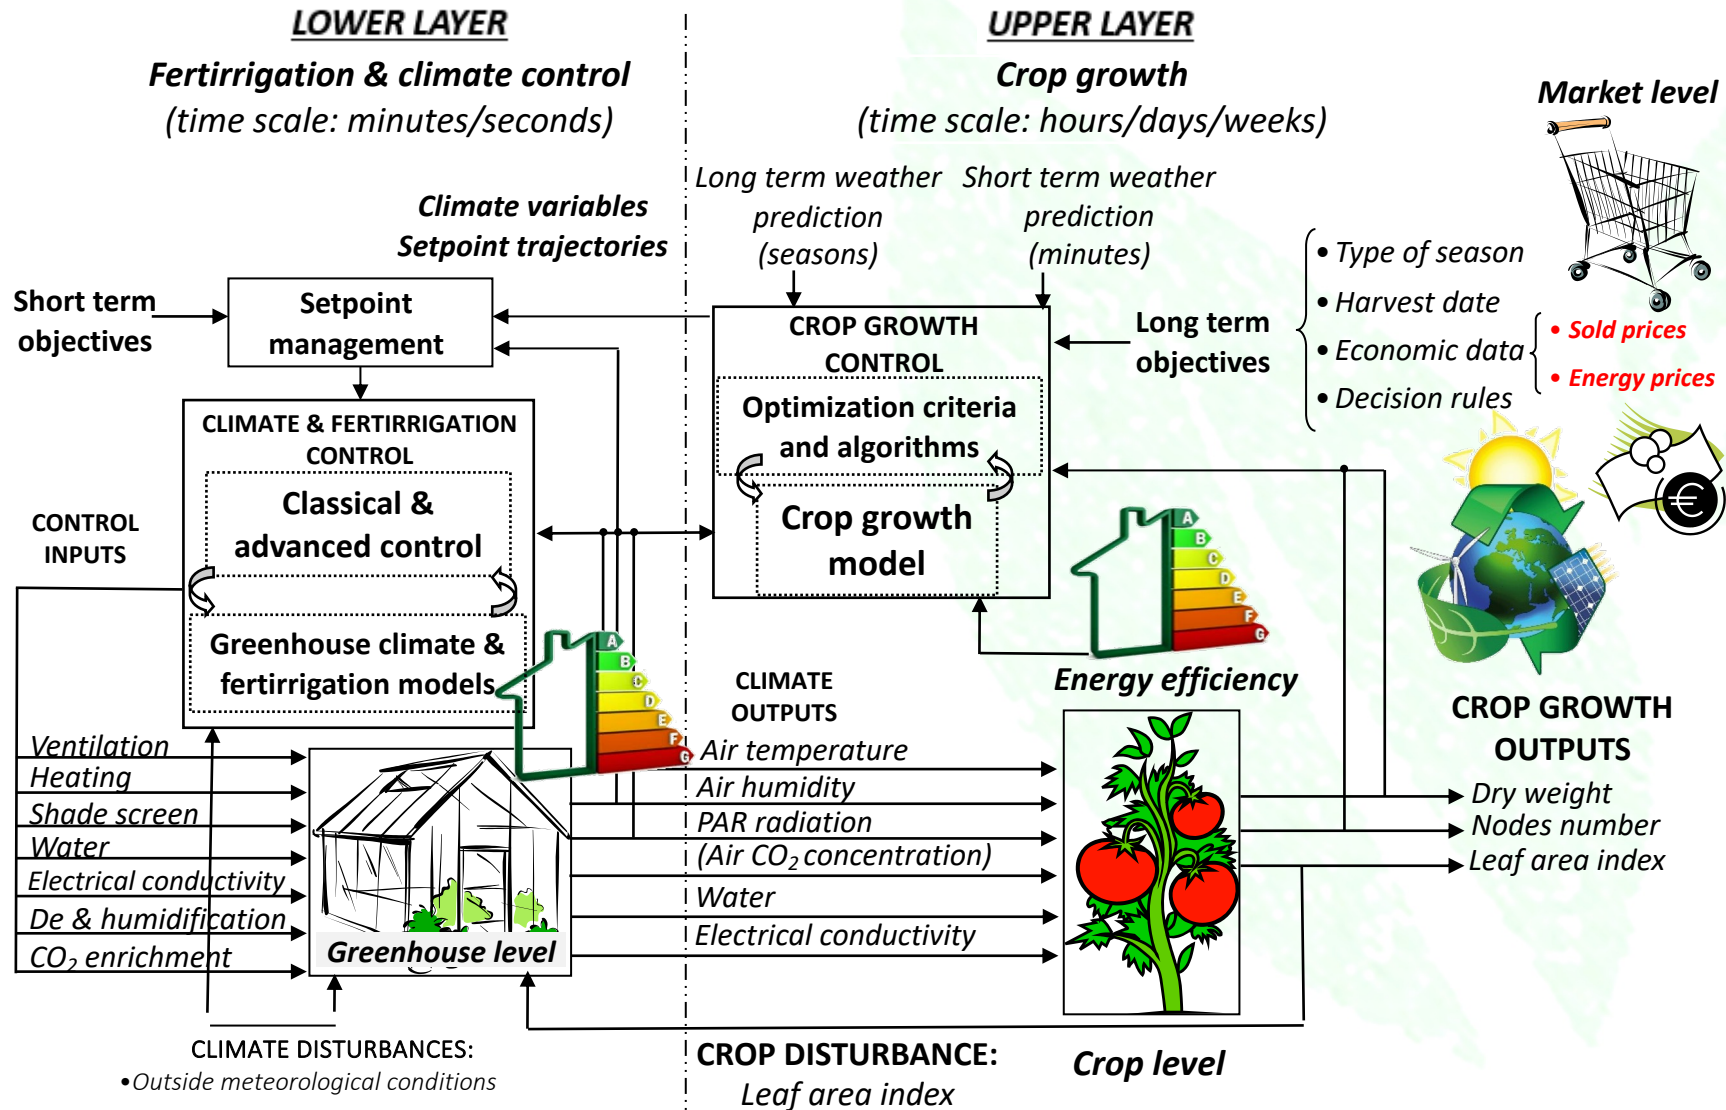 LOWER LAYER
Fertirrigation & climate control
(time scale: minutes/seconds)
UPPER LAYER
Crop growth
(time scale: hours/days/weeks)
Market level
Long term weather
prediction
(seasons)
Short term weather
prediction
(minutes)
Climate variables
Setpoint trajectories
Short term
objectives
Setpoint
management
CROP GROWTH
CONTROL
Optimization criteria
and algorithms
Crop growth
model
Long term
objectives
• Type of season
• Harvest date
• Economic data
• Decision rules
• Sold prices
• Energy prices
CLIMATE & FERTIRRIGATION
CONTROL
Classical &
advanced control
Greenhouse climate &
fertirrigation models
CONTROL
INPUTS
A
B
C
D
E
F
G
A
B
C
D
E
F
G
€
Energy efficiency
CLIMATE
OUTPUTS
CROP GROWTH
OUTPUTS
Ventilation
Heating
Shade screen
Water
Electrical conductivity
De & humidification
CO₂ enrichment
Greenhouse level
Air temperature
Air humidity
PAR radiation
(Air CO₂ concentration)
Water
Electrical conductivity
Dry weight
Nodes number
Leaf area index
CLIMATE DISTURBANCES:
•Outside meteorological conditions
CROP DISTURBANCE:
Leaf area index
Crop level